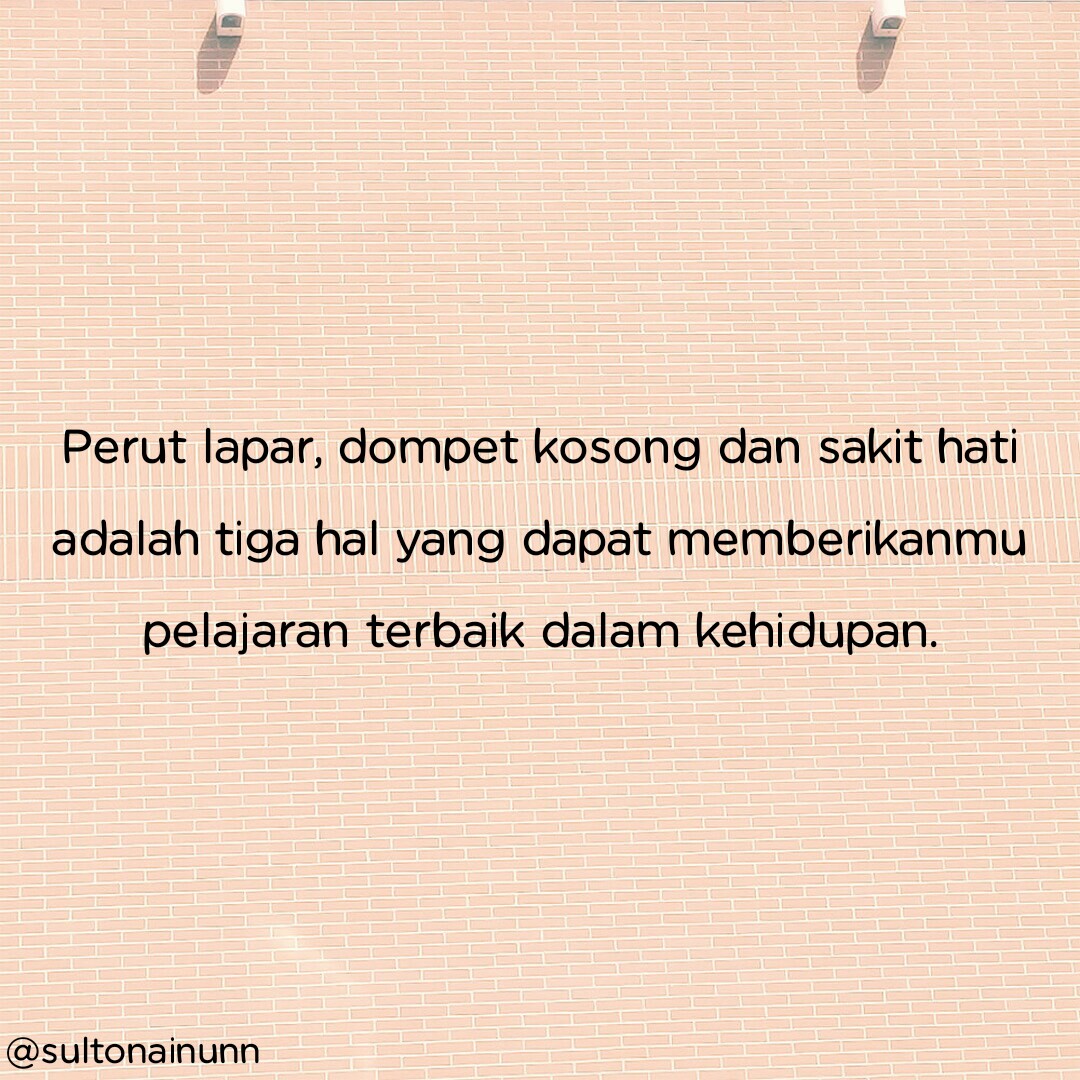 Perut lapar, dompet kosong dan sakit hati
adalah tiga hal yang dapat memberikanmu
pelajaran terbaik dalam kehidupan.
@sultonainunn